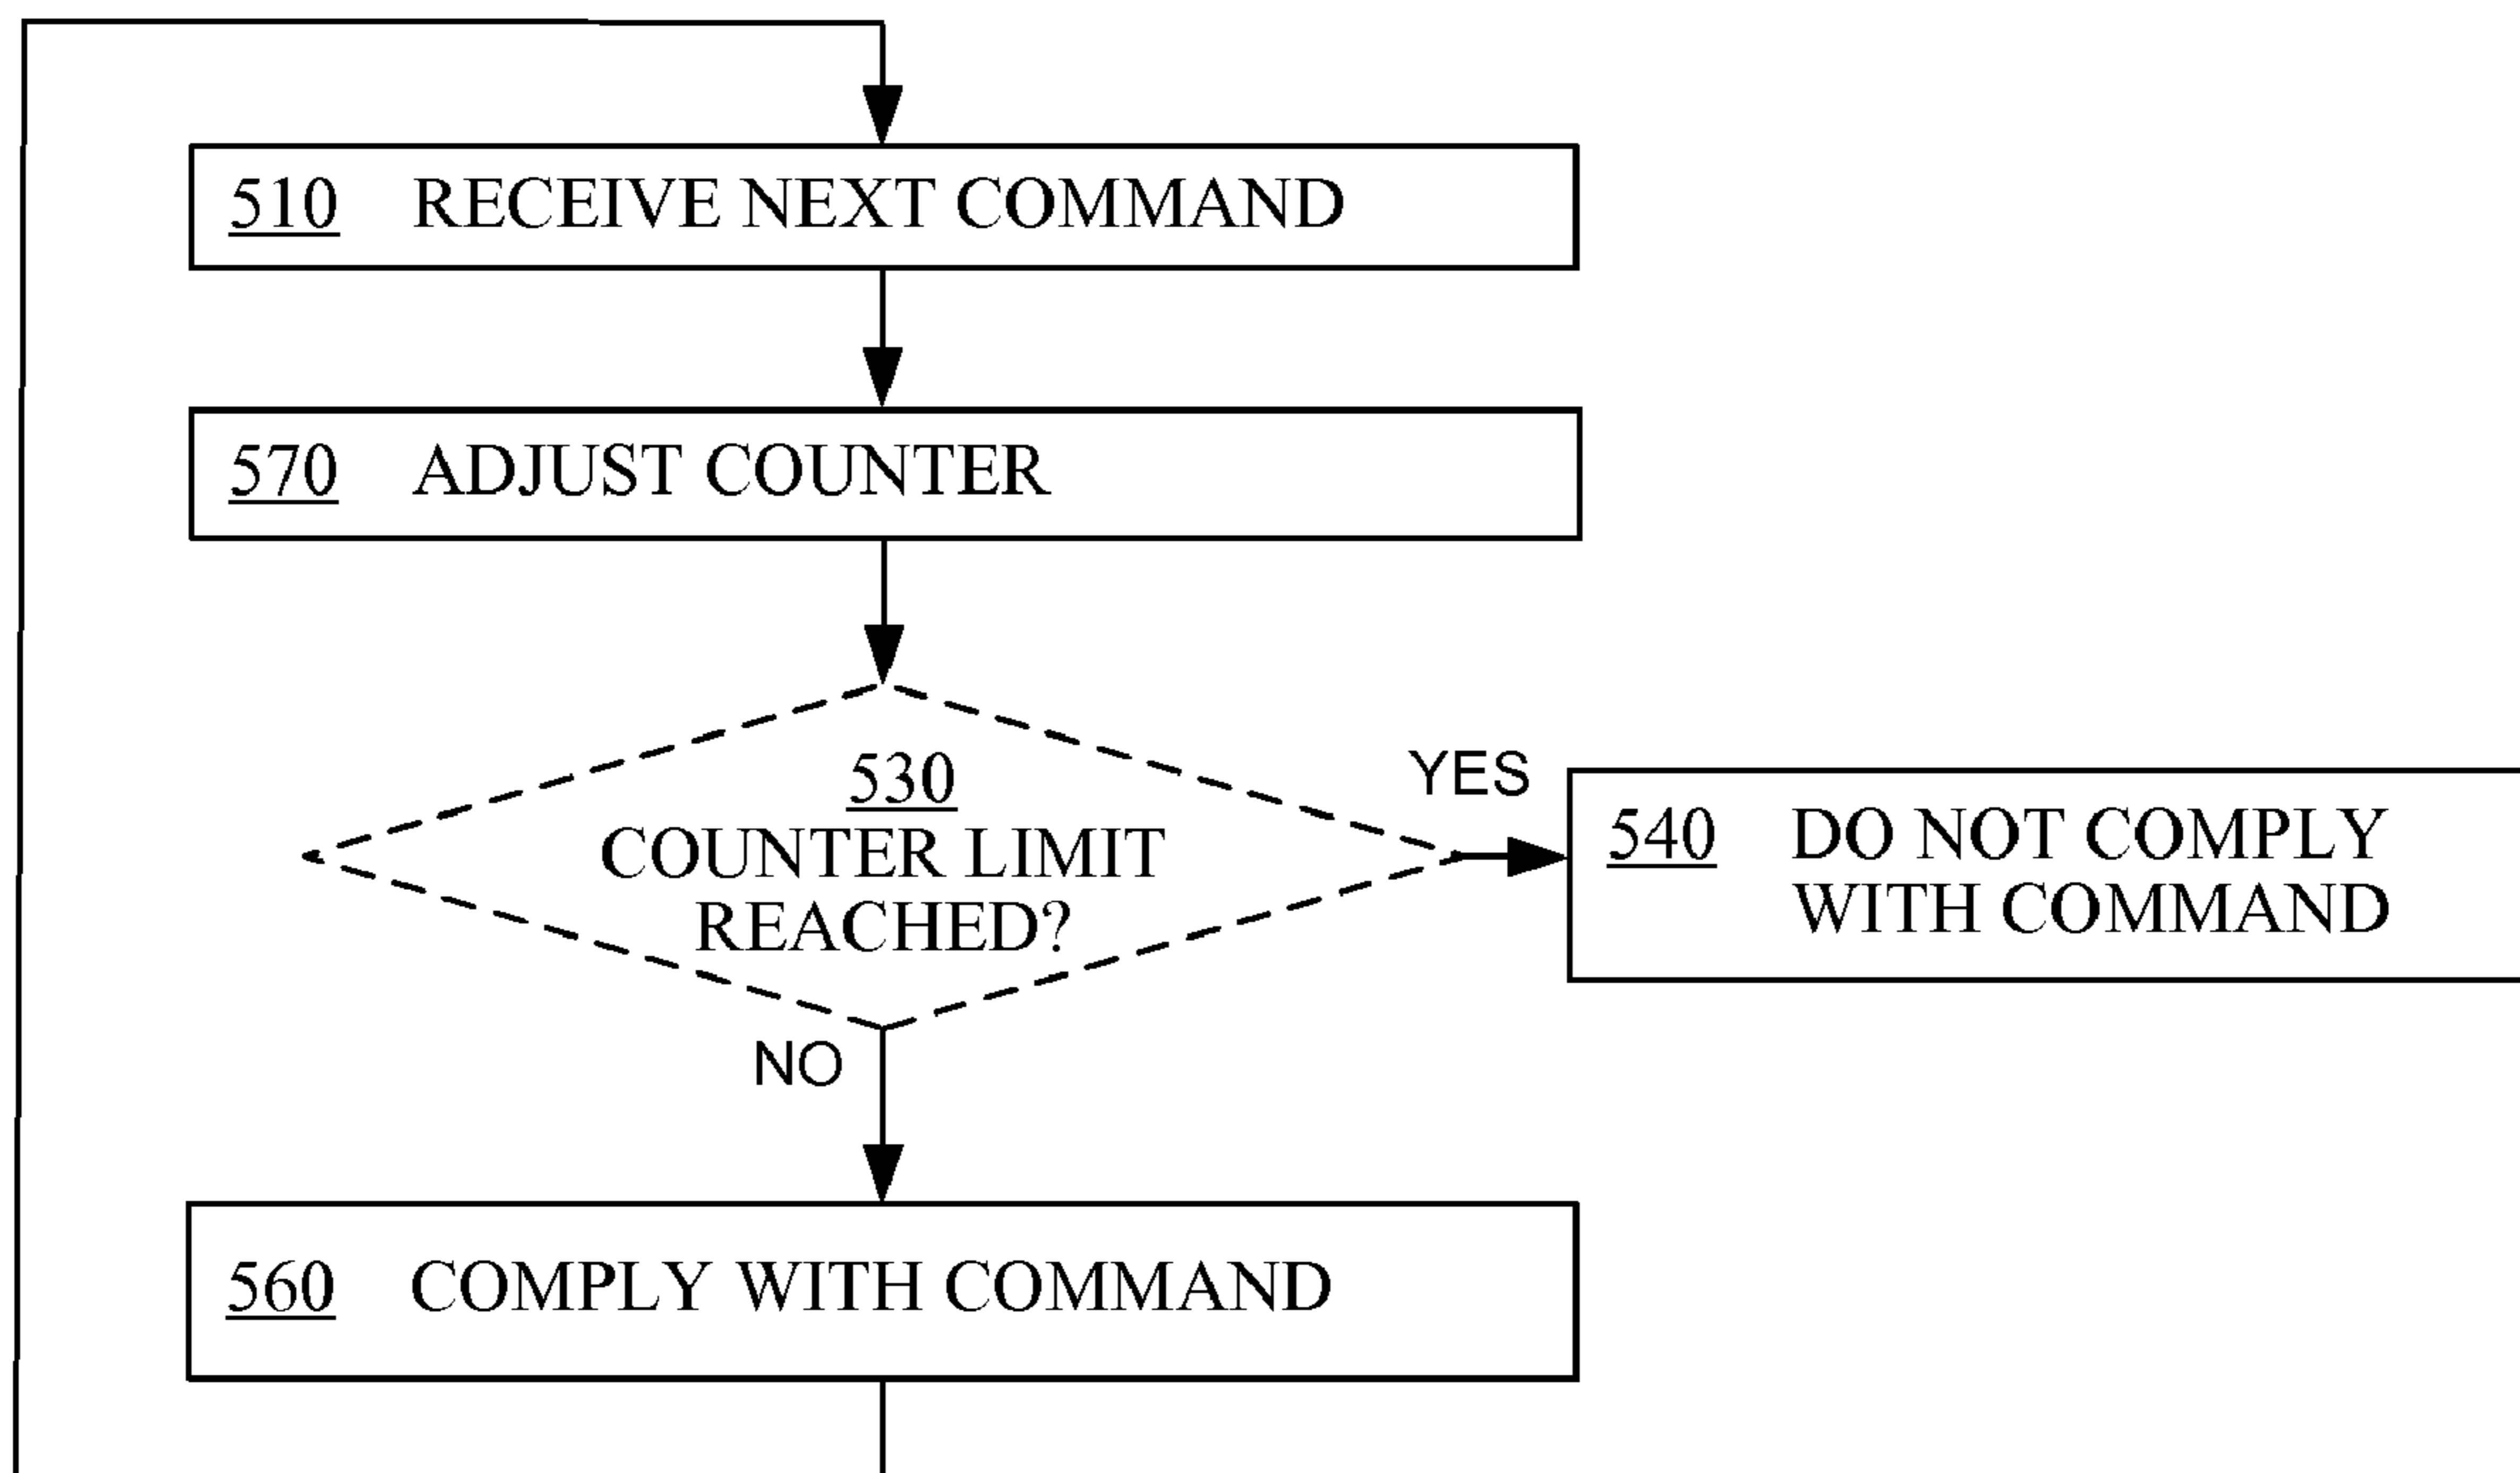 510 RECEIVE NEXT COMMAND
570 ADJUST COUNTER
530
COUNTER LIMIT
REACHED?
YES
540 DO NOT COMPLY
WITH COMMAND
NO
560 COMPLY WITH COMMAND